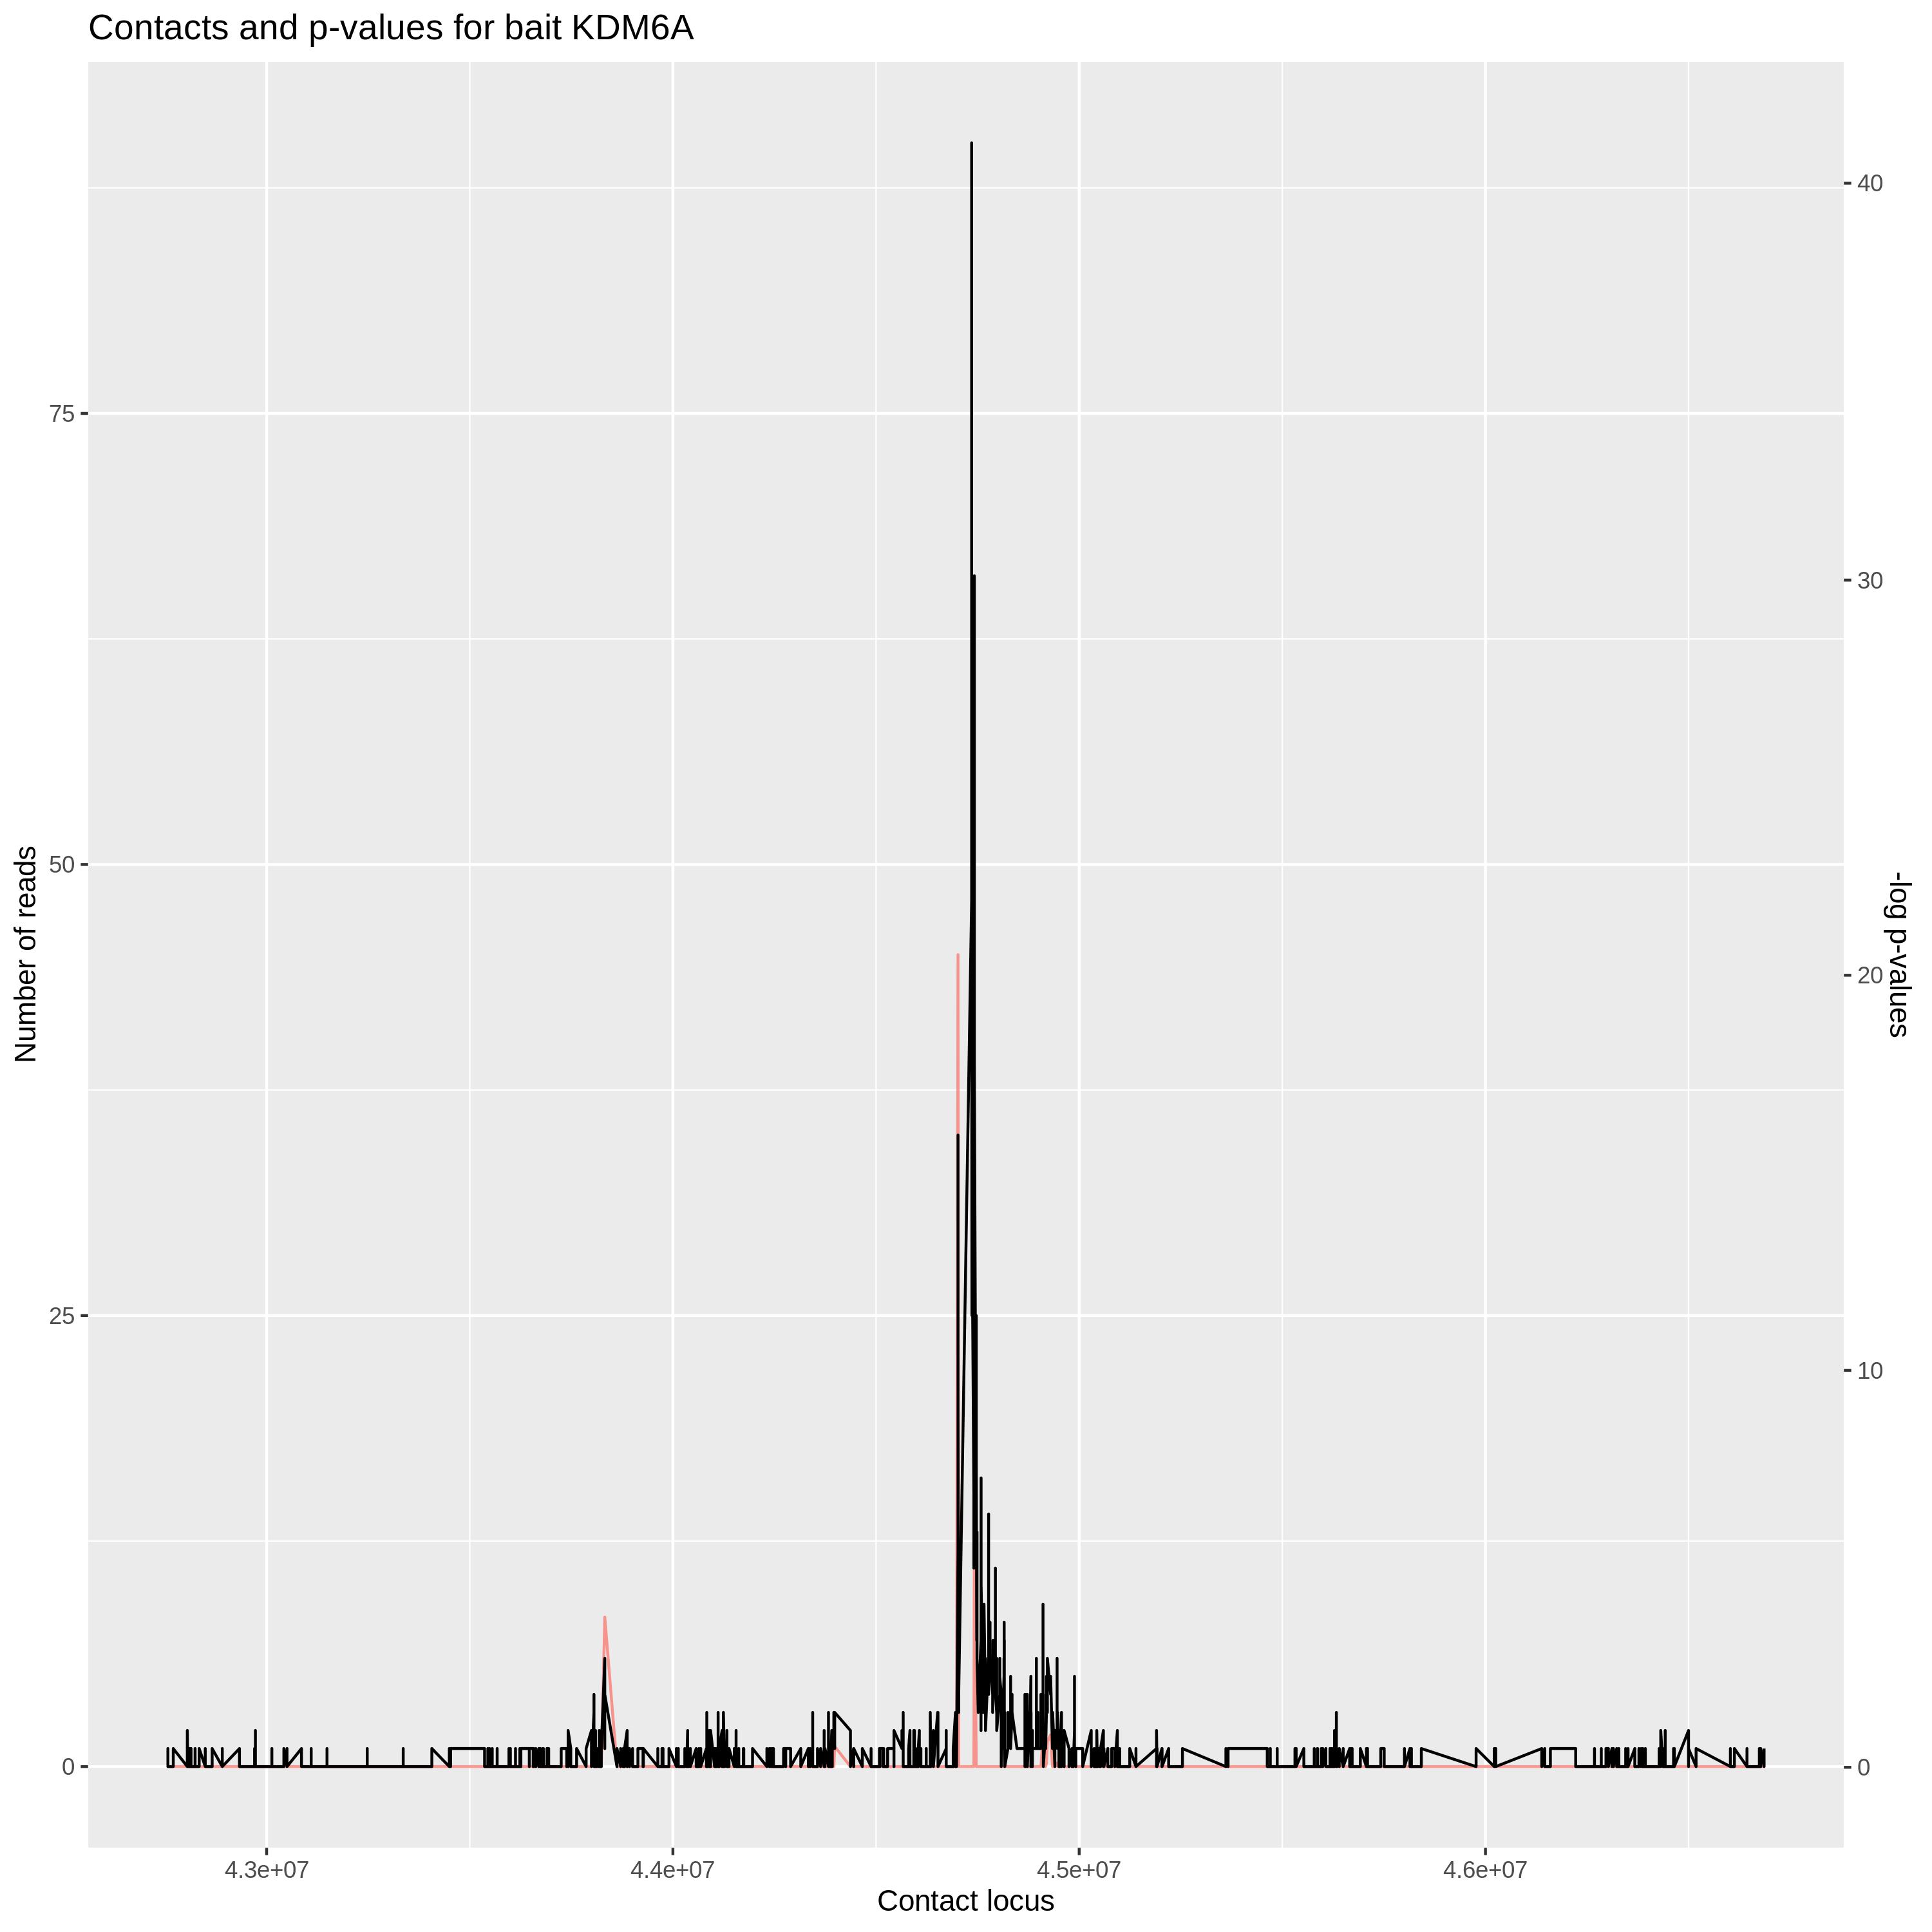 Contacts and p-values for bait KDM6A
Number of reads
75
50
25
0
40
30
20
10
0
-log p-values
4.3e+07 4.4e+07 4.5e+07 4.6e+07
Contact locus